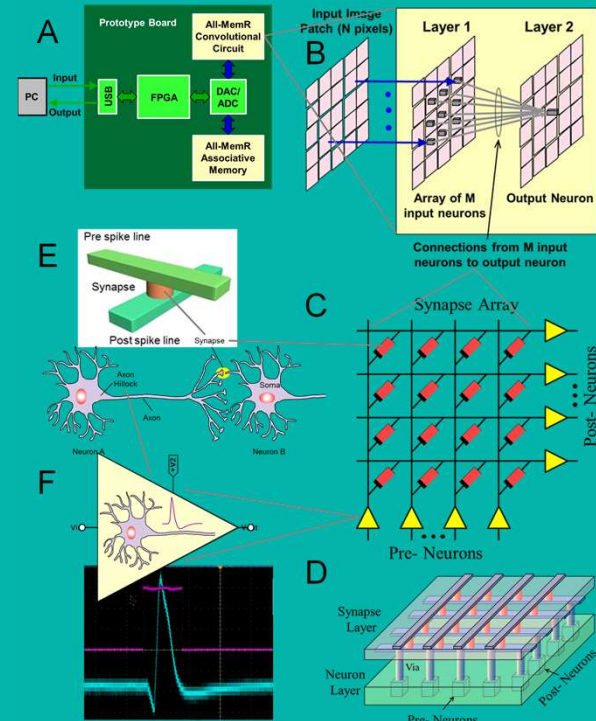 A
Prototype Board
All-MemR
Convolutional
Circuit
PC
Input
Output
USB
FPGA
DAC/
ADC
All-MemR
Associative
Memory
B
Input Image
Patch (N pixels)
Layer 1
Layer 2
Array of M
input neurons
Output Neuron
Connections from M input
neurons to output neuron
E
Pre spike line
Synapse
Post spike line
Synapse
Axon
Hillock
Axon
Soma
Neuron A
Neuron B
C
Synapse Array
Post- Neurons
Pre- Neurons
F
+V2
D
Synapse
Layer
Via
Neuron
Layer
Pre- Neurons
Post- Neurons